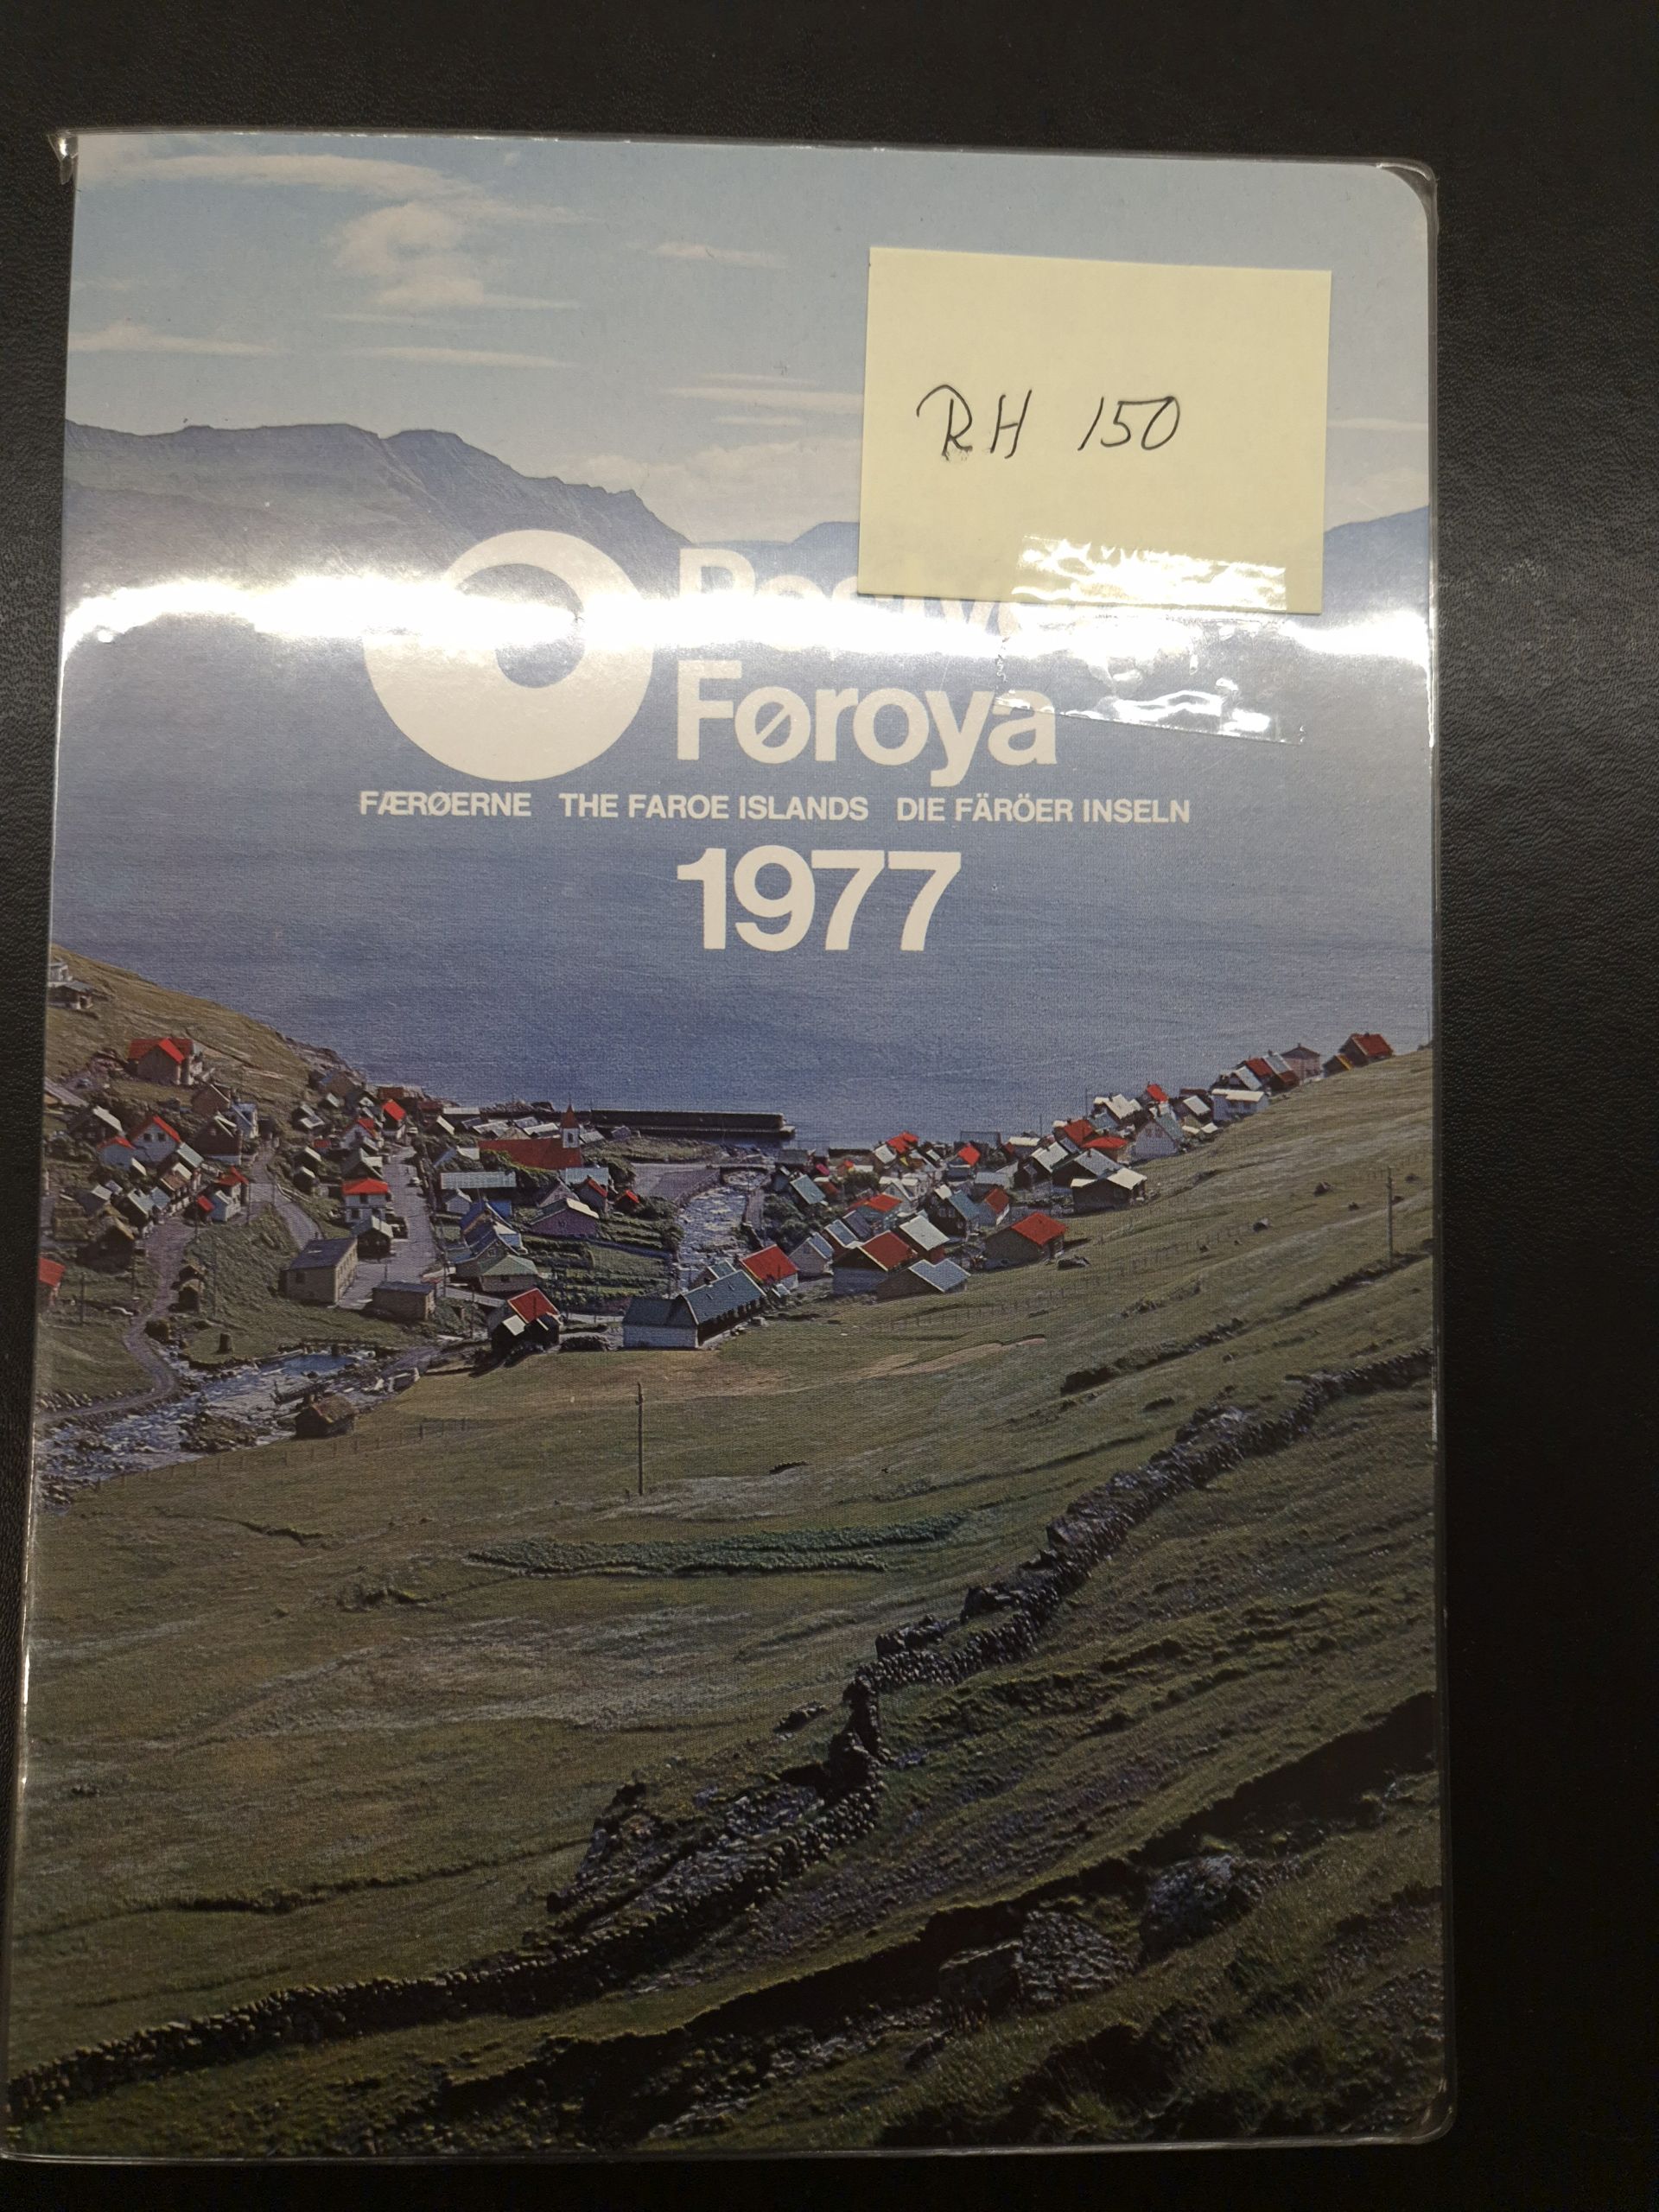 RH 150
Føroya
FÆRØERNE THE FAROE ISLANDS DIE FÄRÖER INSELN
1977